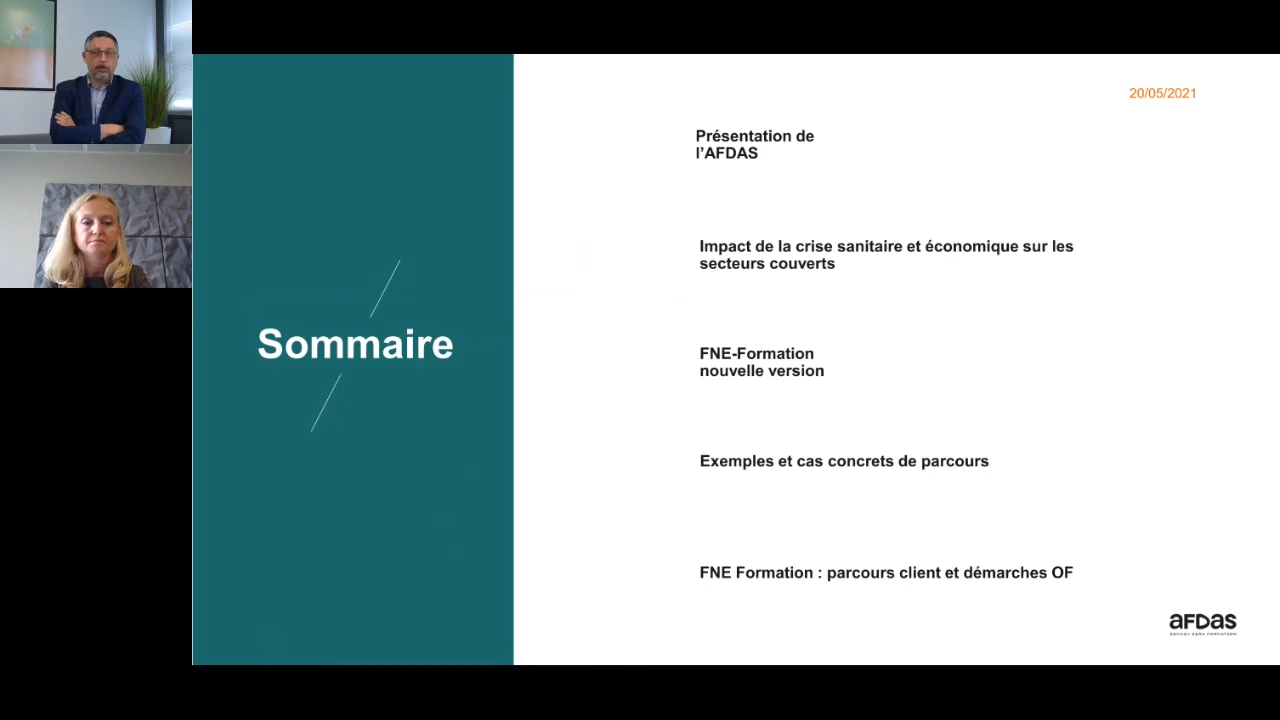 20/05/2021
Présentation de
l'AFDAS
Impact de la crise sanitaire et économique sur les
secteurs couverts
Sommaire
FNE-Formation
nouvelle version
Exemples et cas concrets de parcours
FNE Formation : parcours client et démarches OF
aFDas